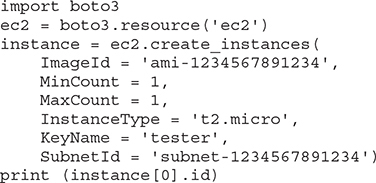 import boto3
ec2 = boto3.resource('ec2')
instance = ec2.create_instances(
    ImageId = 'ami-1234567891234',
    MinCount = 1,
    MaxCount = 1,
    InstanceType = 't2.micro',
    KeyName = 'tester',
    SubnetId = 'subnet-1234567891234')
print (instance[0].id)